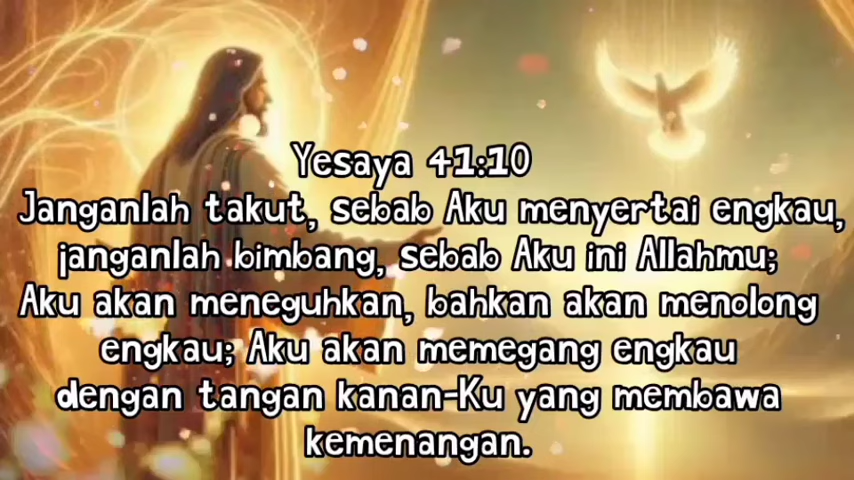 Yesaya 41:10
Janganlah takut, sebab Aku menyertai engkau,
janganlah bimbang, sebab Aku ini Allahmu;
Aku akan meneguhkan, bahkan akan menolong
engkau; Aku akan memegang engkau
dengan tangan kanan-Ku yang membawa
kemenangan.